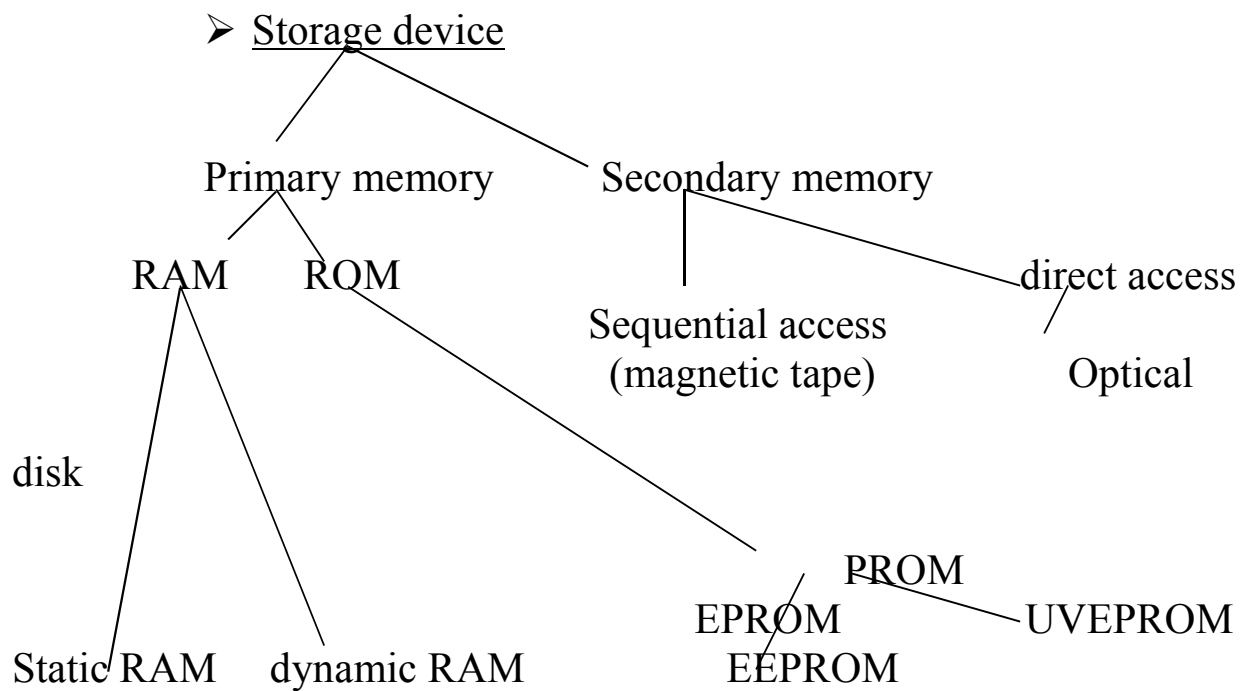 ➢ Storage device
Primary memory Secondary memory
RAM ROM direct access
Sequential access
(magnetic tape) Optical
disk
PROM
EPROM UVEPROM
Static RAM dynamic RAM EEPROM